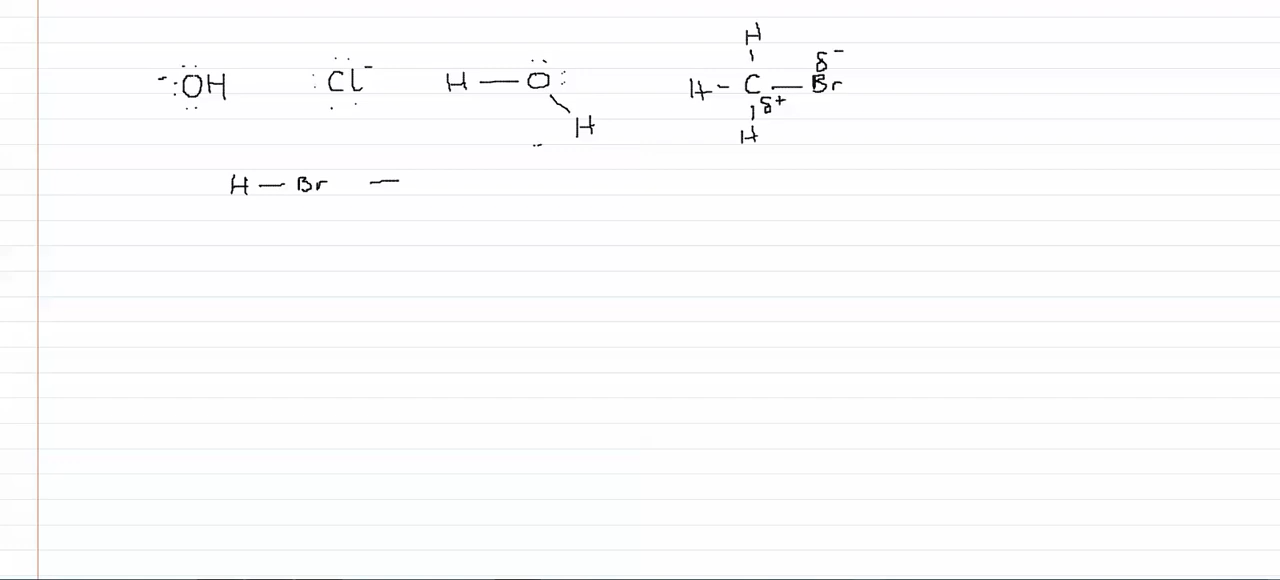 ⁻:ÖH :Cl⁻ H — O: H H H - C — Br H δ+ δ-
H — Br —